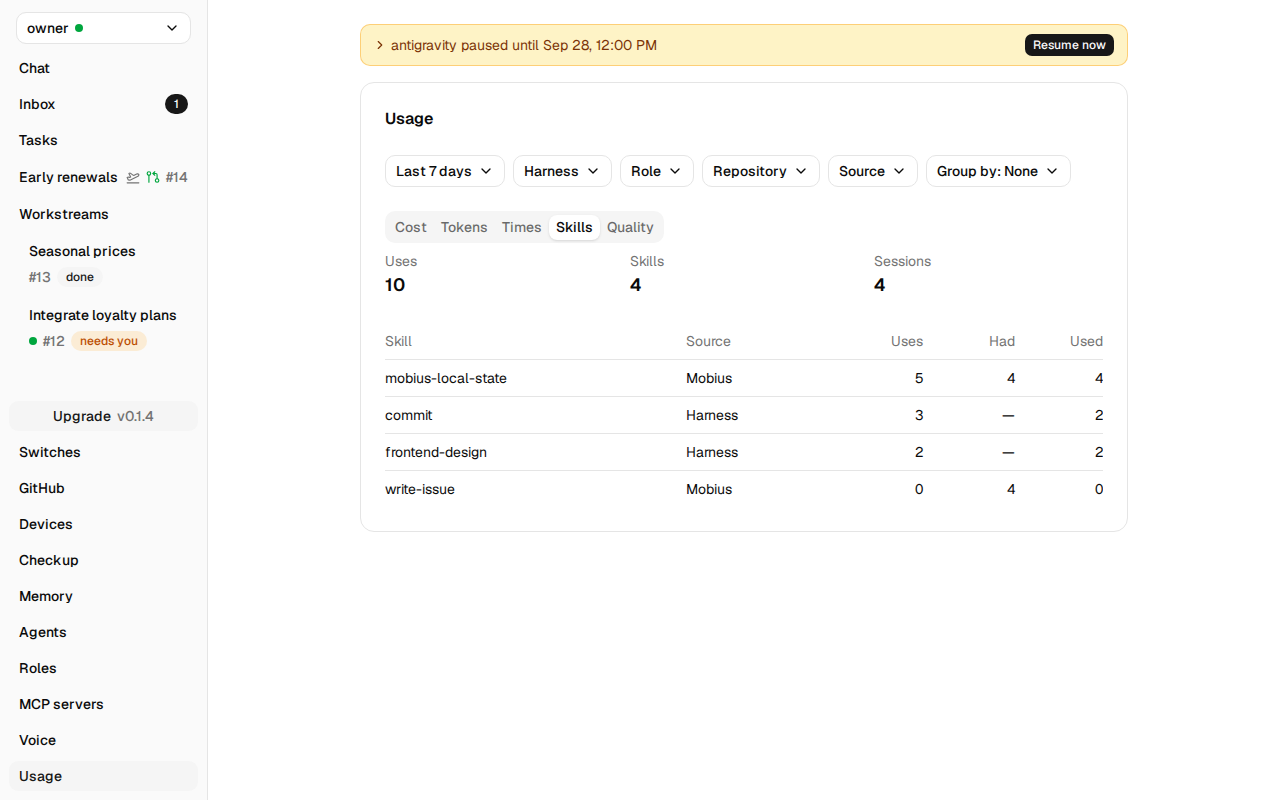 owner
Chat
Inbox 1
Tasks
Early renewals #14
Workstreams
Seasonal prices
#13 done
Integrate loyalty plans
#12 needs you
Upgrade v0.1.4
Switches
GitHub
Devices
Checkup
Memory
Agents
Roles
MCP servers
Voice
Usage
antigravity paused until Sep 28, 12:00 PM Resume now
Usage
Last 7 days Harness Role Repository Source Group by: None
Cost Tokens Times Skills Quality
Uses Skills Sessions
10 4 4
Skill Source Uses Had Used
mobius-local-state Mobius 5 4 4
commit Harness 3 — 2
frontend-design Harness 2 — 2
write-issue Mobius 0 4 0